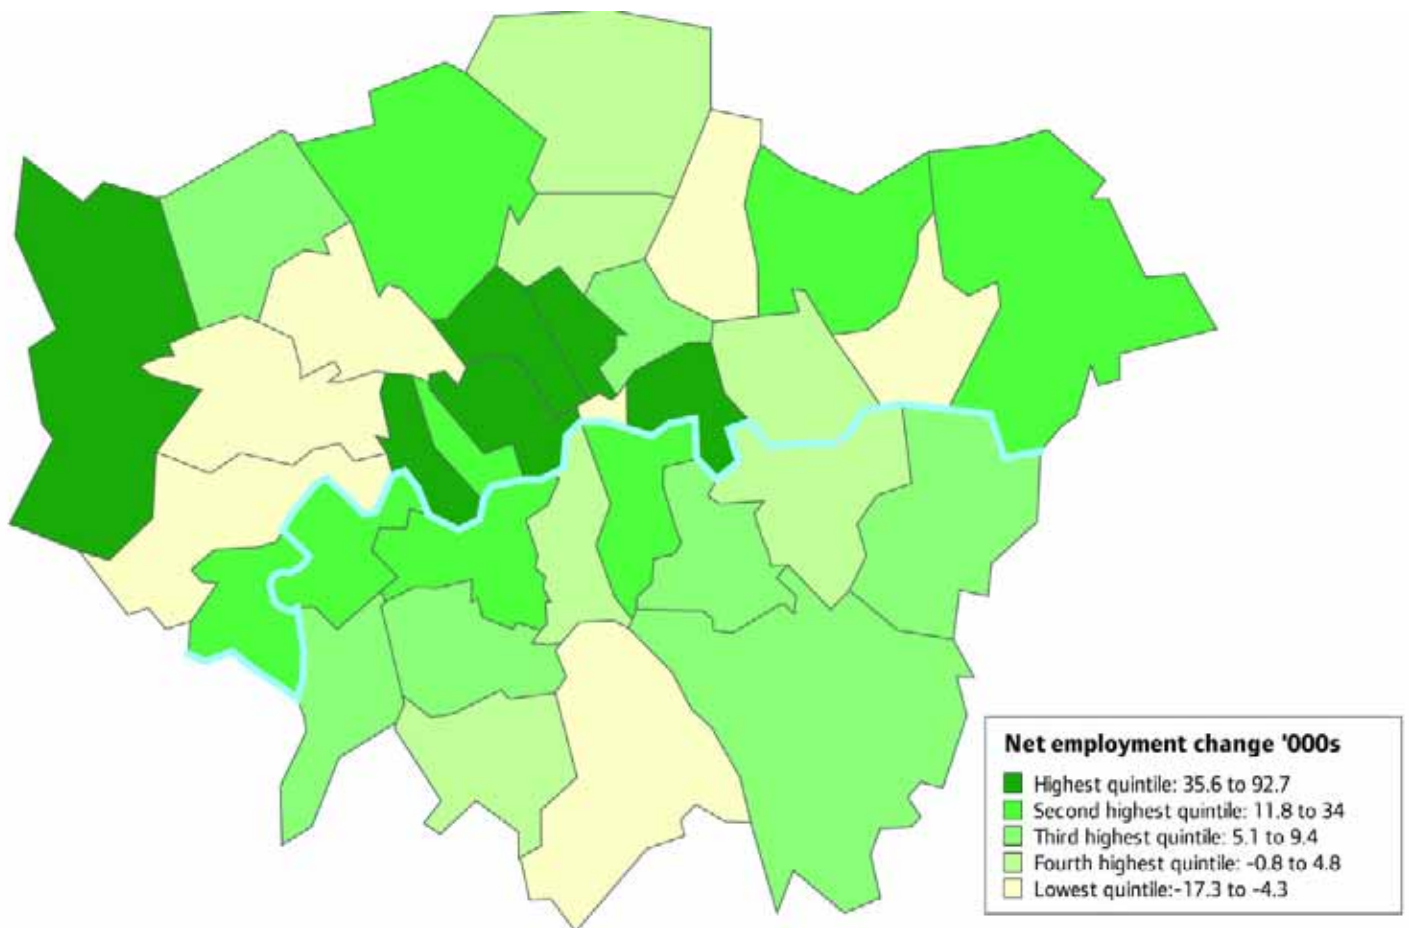 Net employment change '000s
Highest quintile: 35.6 to 92.7
Second highest quintile: 11.8 to 34
Third highest quintile: 5.1 to 9.4
Fourth highest quintile: -0.8 to 4.8
Lowest quintile:-17.3 to -4.3